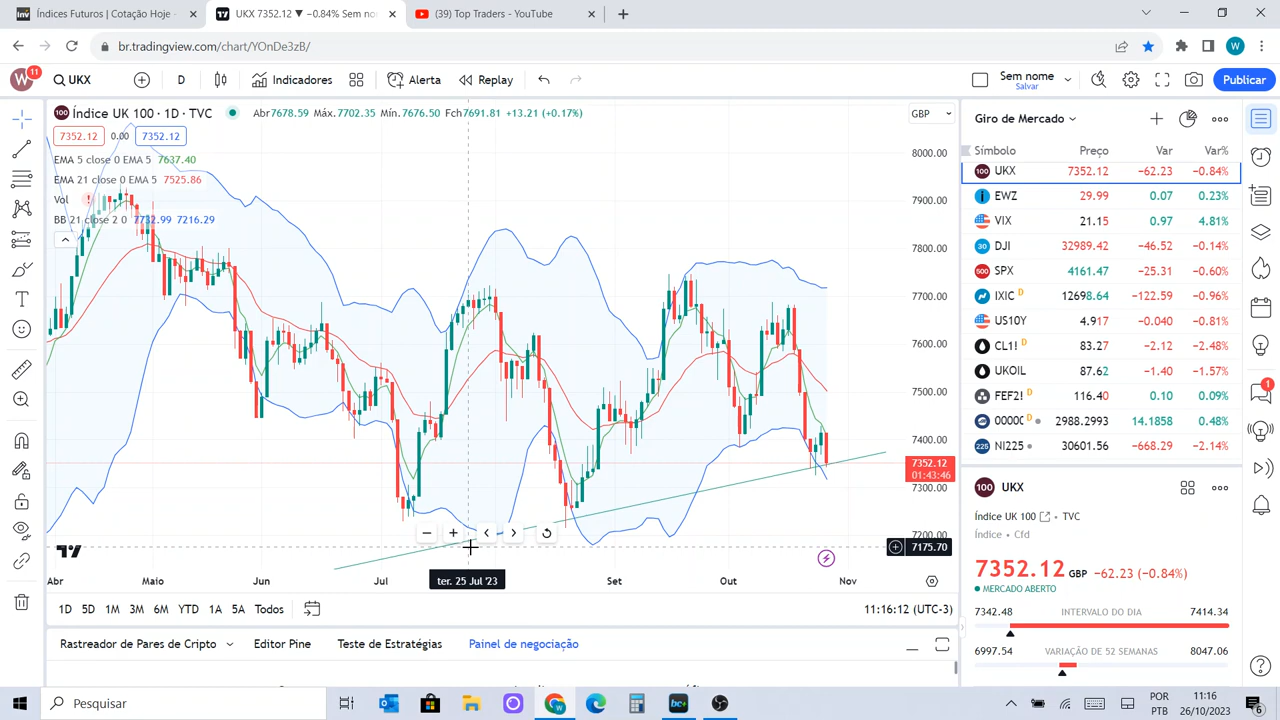 Índices Futuros | Cotação Hoje -
UKX 7352.12 ▼ −0.84% Sem no
(39) Top Traders - YouTube
br.tradingview.com/chart/YOnDe3zB/
W
W
11
UKX
D
Indicadores
Alerta
Replay
Sem nome
Salvar
Publicar
100 Índice UK 100 · 1D · TVC
Abr7678.59 Máx.7702.35 Mín.7676.50 Fch7691.81 +13.21 (+0.17%)
GBP
7352.12 0.00 7352.12
EMA 5 close 0 EMA 5 7637.40
EMA 21 close 0 EMA 5 7525.86
Vol
BB 21 close 2 0 7732.99 7216.29
8000.00
7900.00
7800.00
7700.00
7600.00
7500.00
7400.00
7352.12
01:43:46
7300.00
7200.00
7175.70
Abr Maio Jun Jul ter. 25 Jul '23 Set Out Nov
1D 5D 1M 3M 6M YTD 1A 5A Todos
11:16:12 (UTC-3)
Rastreador de Pares de Cripto Editor Pine Teste de Estratégias Painel de negociação
Giro de Mercado
Símbolo Preço Var Var%
100 UKX 7352.12 −62.23 −0.84%
EWZ 29.99 0.07 0.23%
VIX 21.15 0.97 4.81%
30 DJI 32989.42 −46.52 −0.14%
500 SPX 4161.47 −25.31 −0.60%
IXIC D 12698.64 −122.59 −0.96%
US10Y 4.917 −0.040 −0.81%
CL1! D 83.27 −2.12 −2.48%
UKOIL 87.62 −1.40 −1.57%
FEF2! D 116.40 0.10 0.09%
0000 D 2988.2993 14.1858 0.48%
225 NI225 30601.56 −668.29 −2.14%
100 UKX
Índice UK 100 • TVC
Índice • Cfd
7352.12 GBP −62.23 (−0.84%)
MERCADO ABERTO
7342.48 INTERVALO DO DIA 7414.34
6997.54 VARIAÇÃO DE 52 SEMANAS 8047.06
1
Pesquisar
POR
PTB
11:16
26/10/2023
6